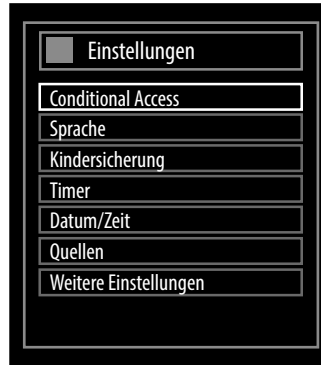 Einstellungen
Conditional Access
Sprache
Kindersicherung
Timer
Datum/Zeit
Quellen
Weitere Einstellungen